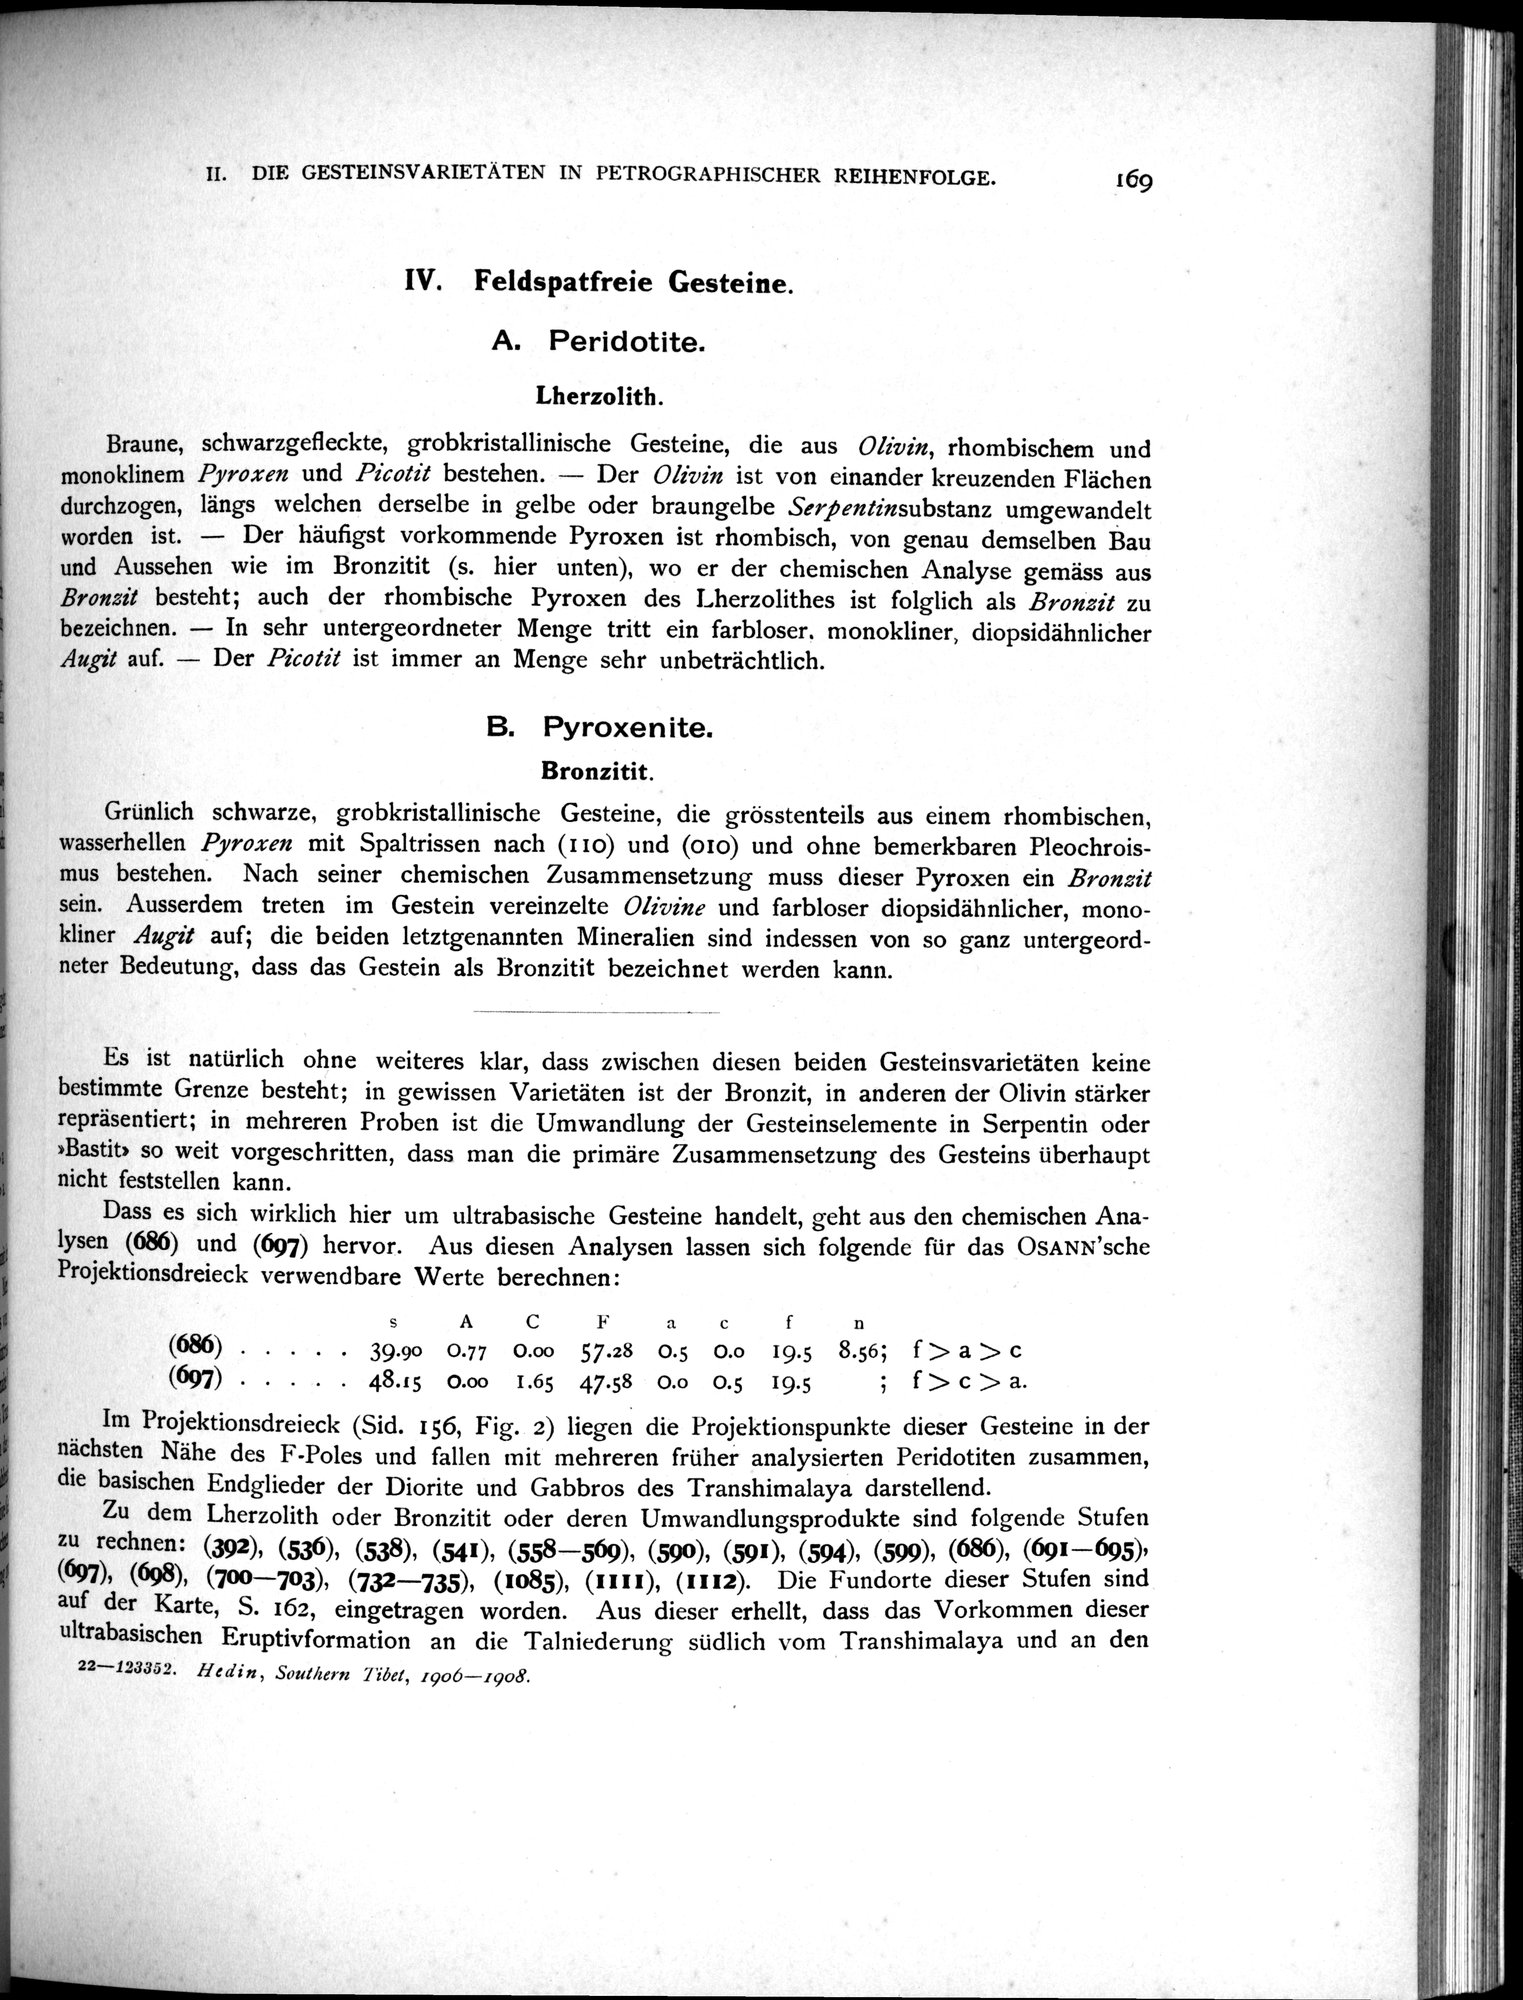 II. DIE GESTEINSVARIETÄTEN IN PETROGRAPHISCHER REIHENFOLGE. 169
IV. Feldspatfreie Gesteine.
A. Peridotite.
Lherzolith.
Braune, schwarzgefleckte, grobkristallinische Gesteine, die aus Olivin, rhombischem und
monoklinem Pyroxen und Picotit bestehen. — Der Olivin ist von einander kreuzenden Flächen
durchzogen, längs welchen derselbe in gelbe oder braungelbe Serpentinsubstanz umgewandelt
worden ist. — Der häufigst vorkommende Pyroxen ist rhombisch, von genau demselben Bau
und Aussehen wie im Bronzitit (s. hier unten), wo er der chemischen Analyse gemäss aus
Bronzit besteht; auch der rhombische Pyroxen des Lherzolithes ist folglich als Bronzit zu
bezeichnen. — In sehr untergeordneter Menge tritt ein farbloser, monokliner, diopsidähnlicher
Augit auf. — Der Picotit ist immer an Menge sehr unbeträchtlich.
B. Pyroxenite.
Bronzitit.
Grünlich schwarze, grobkristallinische Gesteine, die grösstenteils aus einem rhombischen,
wasserhellen Pyroxen mit Spaltrissen nach (110) und (010) und ohne bemerkbaren Pleochrois-
mus bestehen. Nach seiner chemischen Zusammensetzung muss dieser Pyroxen ein Bronzit
sein. Ausserdem treten im Gestein vereinzelte Olivine und farbloser diopsidähnlicher, mono-
kliner Augit auf; die beiden letztgenannten Mineralien sind indessen von so ganz untergeord-
neter Bedeutung, dass das Gestein als Bronzitit bezeichnet werden kann.
Es ist natürlich ohne weiteres klar, dass zwischen diesen beiden Gesteinsvarietäten keine
bestimmte Grenze besteht; in gewissen Varietäten ist der Bronzit, in anderen der Olivin stärker
repräsentiert; in mehreren Proben ist die Umwandlung der Gesteinselemente in Serpentin oder
»Bastit» so weit vorgeschritten, dass man die primäre Zusammensetzung des Gesteins überhaupt
nicht feststellen kann.
Dass es sich wirklich hier um ultrabasische Gesteine handelt, geht aus den chemischen Ana-
lysen (686) und (697) hervor. Aus diesen Analysen lassen sich folgende für das OSANN'sche
Projektionsdreieck verwendbare Werte berechnen:
s A C F a c f n
(686) . . . . . 39.90 0.77 0.00 57.28 0.5 0.0 19.5 8.56; f > a > c
(697) . . . . . 48.15 0.00 1.65 47.58 0.0 0.5 19.5 ; f > c > a.
Im Projektionsdreieck (Sid. 156, Fig. 2) liegen die Projektionspunkte dieser Gesteine in der
nächsten Nähe des F-Poles und fallen mit mehreren früher analysierten Peridotiten zusammen,
die basischen Endglieder der Diorite und Gabbros des Transhimalaya darstellend.
Zu dem Lherzolith oder Bronzitit oder deren Umwandlungsprodukte sind folgende Stufen
zu rechnen: (392), (536), (538), (541), (558—569), (590), (591), (594), (599), (686), (691—695),
(697), (698), (700—703), (732—735), (1085), (1111), (1112). Die Fundorte dieser Stufen sind
auf der Karte, S. 162, eingetragen worden. Aus dieser erhellt, dass das Vorkommen dieser
ultrabasischen Eruptivformation an die Talniederung südlich vom Transhimalaya und an den
22—123352. Hedin, Southern Tibet, 1906—1908.